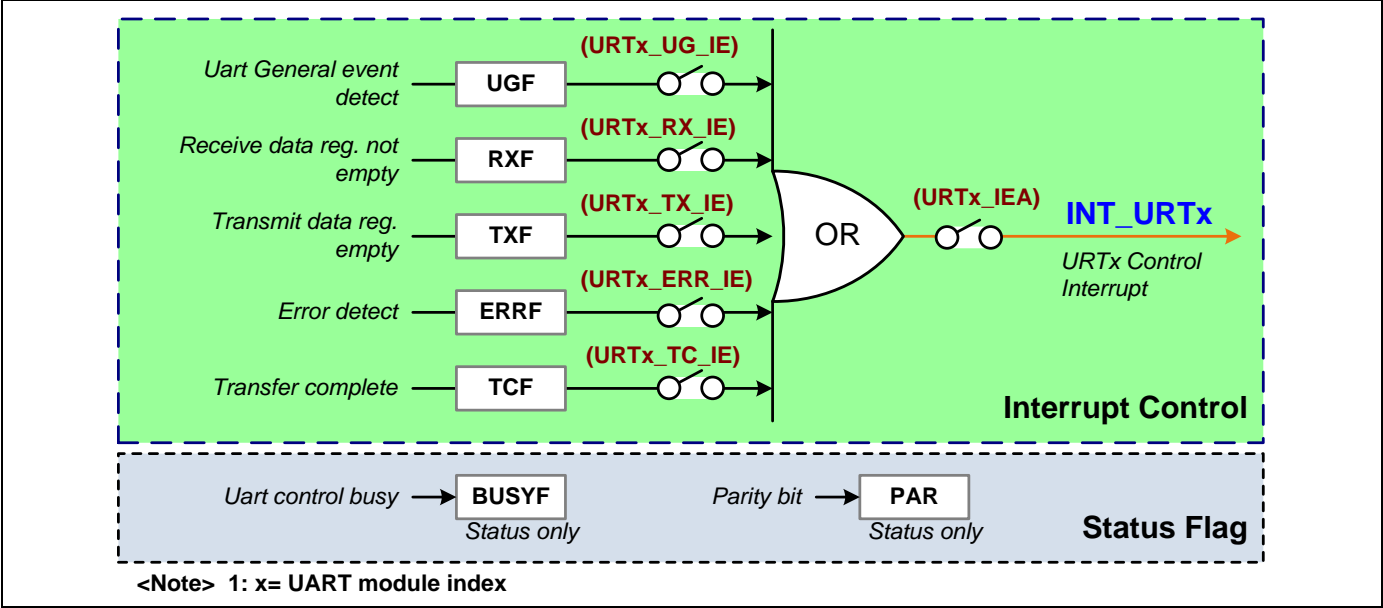 (URTx_UG_IE)
Uart General event
detect
UGF
(URTx_RX_IE)
Receive data reg. not
empty
RXF
(URTx_TX_IE)
Transmit data reg.
empty
TXF
OR
(URTx_IEA)
INT_URTx
URTx Control
Interrupt
(URTx_ERR_IE)
Error detect
ERRF
(URTx_TC_IE)
Transfer complete
TCF
Interrupt Control
Uart control busy
BUSYF
Status only
Parity bit
PAR
Status only
Status Flag
<Note> 1: x= UART module index